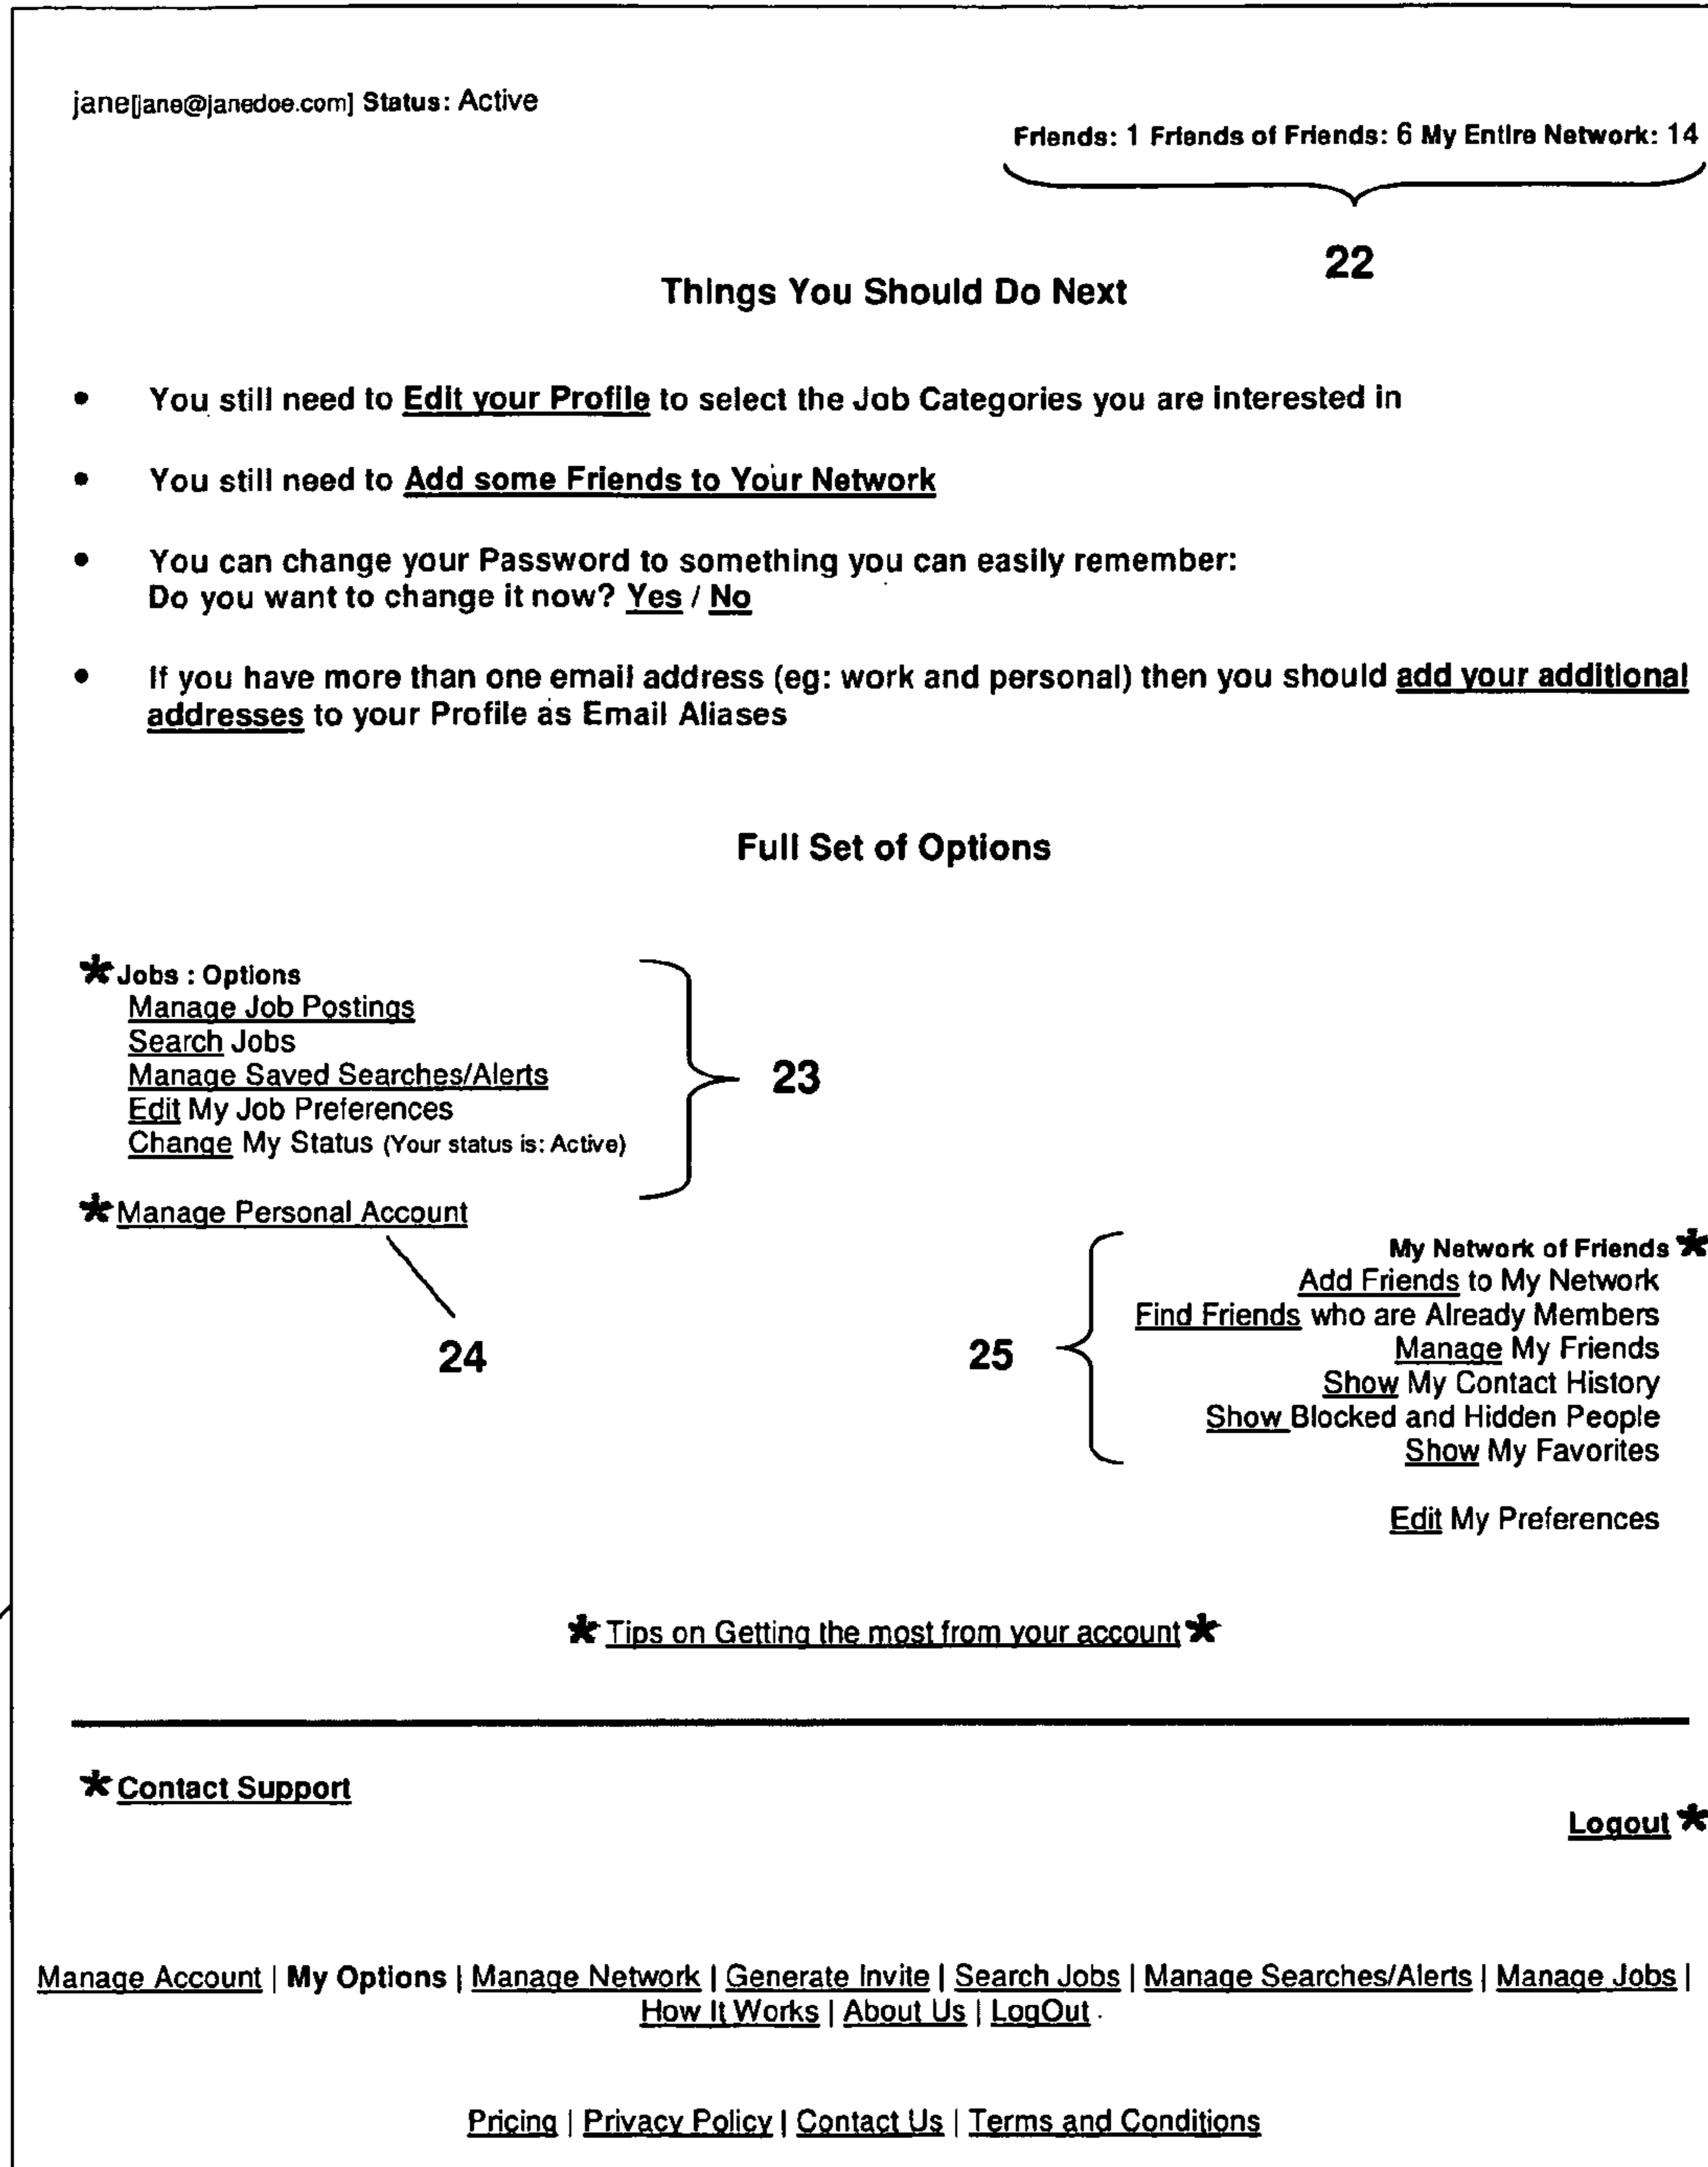 jane[jane@janedoe.com] Status: Active
Friends: 1 Friends of Friends: 6 My Entire Network: 14
22
Things You Should Do Next
• You still need to Edit your Profile to select the Job Categories you are interested in
• You still need to Add some Friends to Your Network
• You can change your Password to something you can easily remember:
Do you want to change it now? Yes / No
• If you have more than one email address (eg: work and personal) then you should add your additional
addresses to your Profile as Email Aliases
Full Set of Options
* Jobs : Options
Manage Job Postings
Search Jobs
Manage Saved Searches/Alerts
Edit My Job Preferences
Change My Status (Your status is: Active)
23
* Manage Personal Account
24
My Network of Friends *
Add Friends to My Network
Find Friends who are Already Members
Manage My Friends
Show My Contact History
Show Blocked and Hidden People
Show My Favorites
25
Edit My Preferences
* Tips on Getting the most from your account *
* Contact Support
Logout *
Manage Account | My Options | Manage Network | Generate Invite | Search Jobs | Manage Searches/Alerts | Manage Jobs |
How It Works | About Us | LogOut
Pricing | Privacy Policy | Contact Us | Terms and Conditions